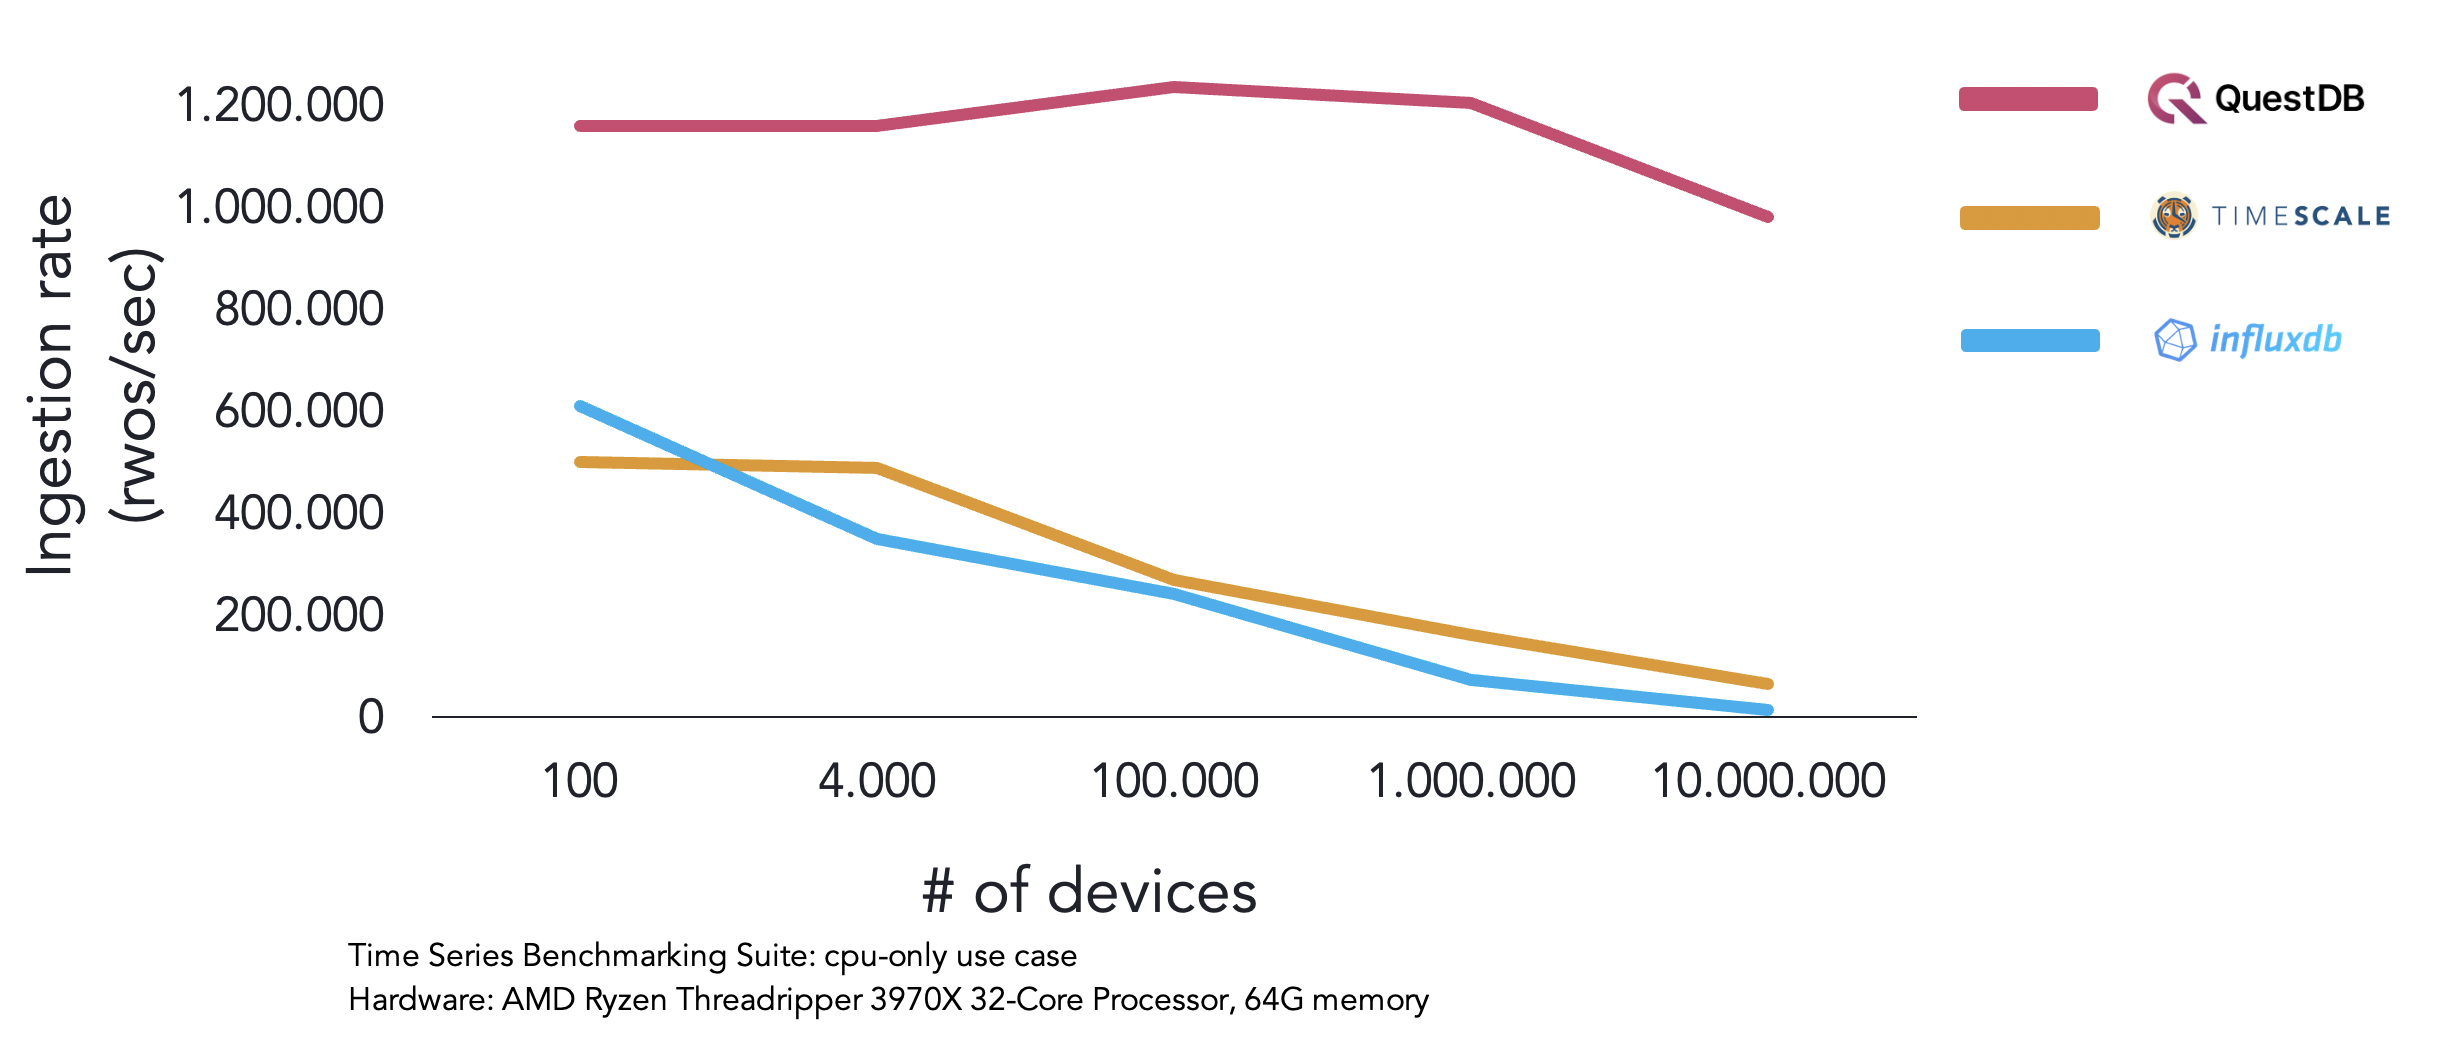 Ingestion rate
(rwos/sec)
1.200.000
1.000.000
800.000
600.000
400.000
200.000
0
100 4.000 100.000 1.000.000 10.000.000
# of devices
QuestDB
TIMESCALE
influxdb
Time Series Benchmarking Suite: cpu-only use case
Hardware: AMD Ryzen Threadripper 3970X 32-Core Processor, 64G memory